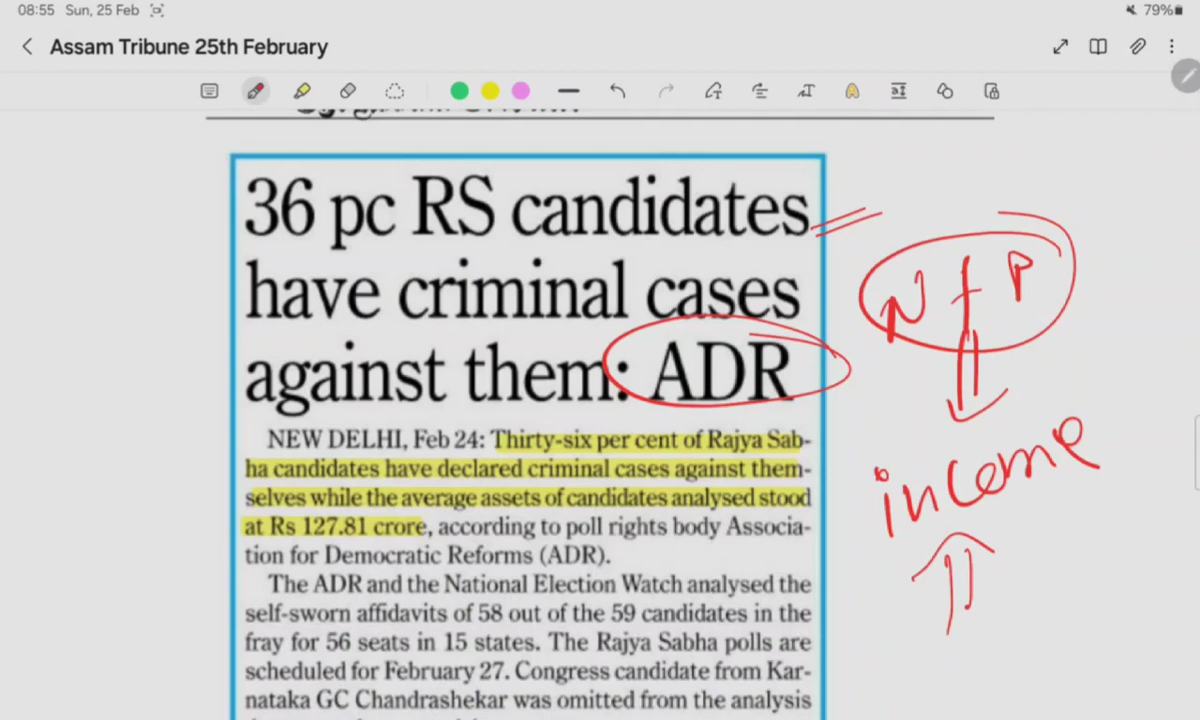 08:55 Sun, 25 Feb
79%
Assam Tribune 25th February
36 pc RS candidates
have criminal cases
against them: ADR
NEW DELHI, Feb 24: Thirty-six per cent of Rajya Sab-
ha candidates have declared criminal cases against them-
selves while the average assets of candidates analysed stood
at Rs 127.81 crore, according to poll rights body Associa-
tion for Democratic Reforms (ADR).
The ADR and the National Election Watch analysed the
self-sworn affidavits of 58 out of the 59 candidates in the
fray for 56 seats in 15 states. The Rajya Sabha polls are
scheduled for February 27. Congress candidate from Kar-
nataka GC Chandrashekar was omitted from the analysis
N f P
income